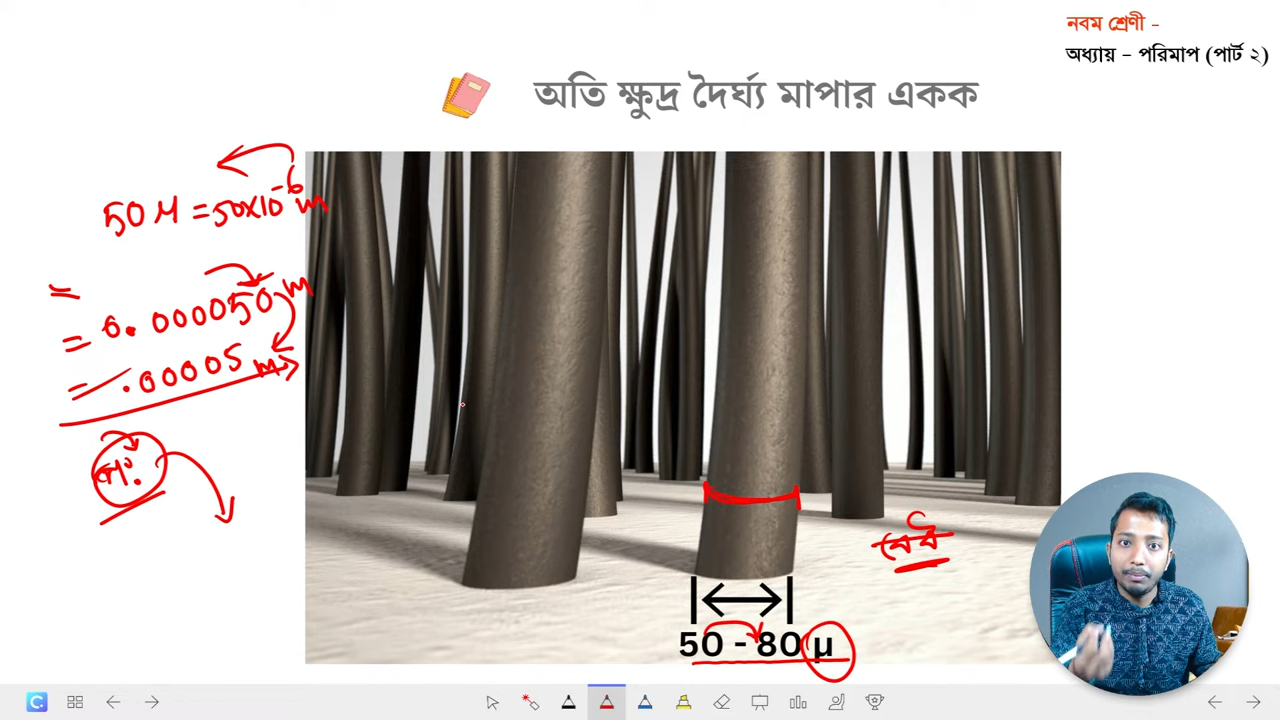 নবম শ্রেণী -
অধ্যায় - পরিমাপ (পার্ট ২)
অতি ক্ষুদ্র দৈর্ঘ্য মাপার একক
50 μ = 50×10⁻⁶ m
=
= 0.000050 m
= .00005 m
50 - 80 μ